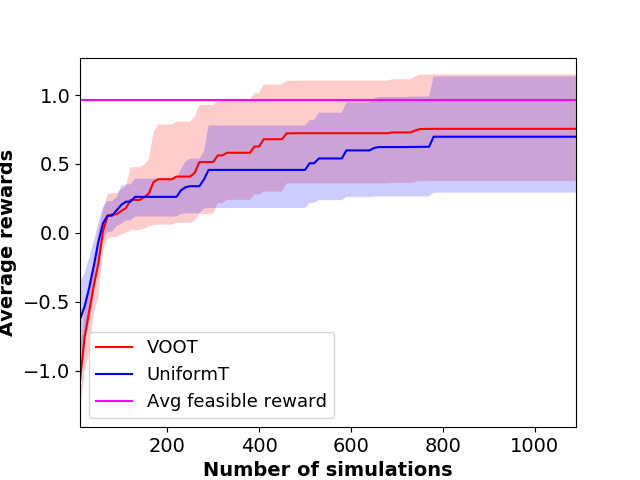 Average rewards
1.0
0.5
0.0
−0.5
−1.0
VOOT
UniformT
Avg feasible reward
200 400 600 800 1000
Number of simulations